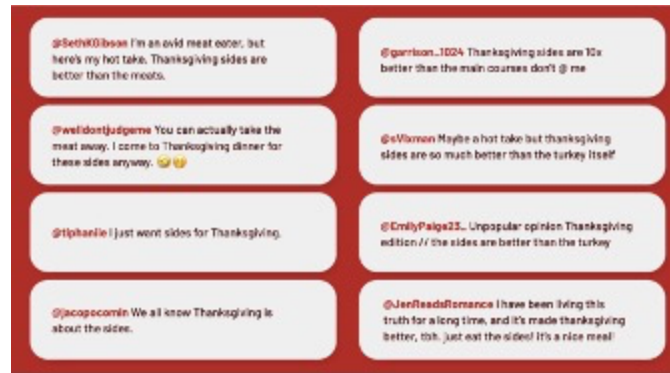 @SethKGibson I'm an avid meat eater, but
here's my hot take. Thanksgiving sides are
better than the meats.
@welldontjudgeme You can actually take the
meat away. I come to Thanksgiving dinner for
these sides anyway. 🤣🤭
@tiphanile I just want sides for Thanksgiving.
@jacopocomin We all know Thanksgiving is
about the sides.
@garrison_1024 Thanksgiving sides are 10x
better than the main courses don't @ me
@sVixman Maybe a hot take but thanksgiving
sides are so much better than the turkey itself
@EmilyPaige23_ Unpopular opinion Thanksgiving
edition // the sides are better than the turkey
@JenReadsRomance I have been living this
truth for a long time, and it's made thanksgiving
better, tbh. just eat the sides! it's a nice meal!